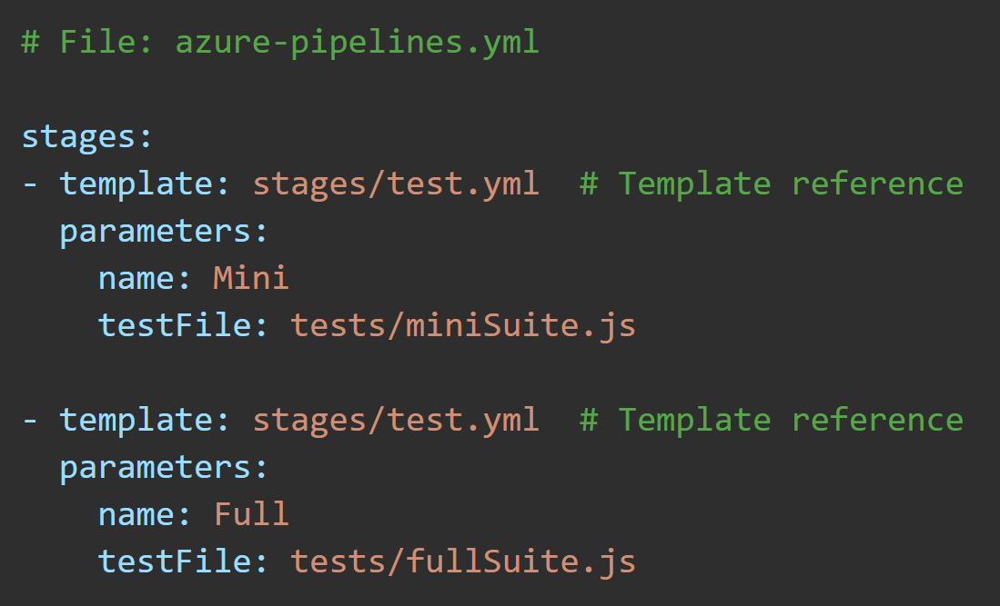 # File: azure-pipelines.yml
stages:
- template: stages/test.yml  # Template reference
  parameters:
    name: Mini
    testFile: tests/miniSuite.js
- template: stages/test.yml  # Template reference
  parameters:
    name: Full
    testFile: tests/fullSuite.js